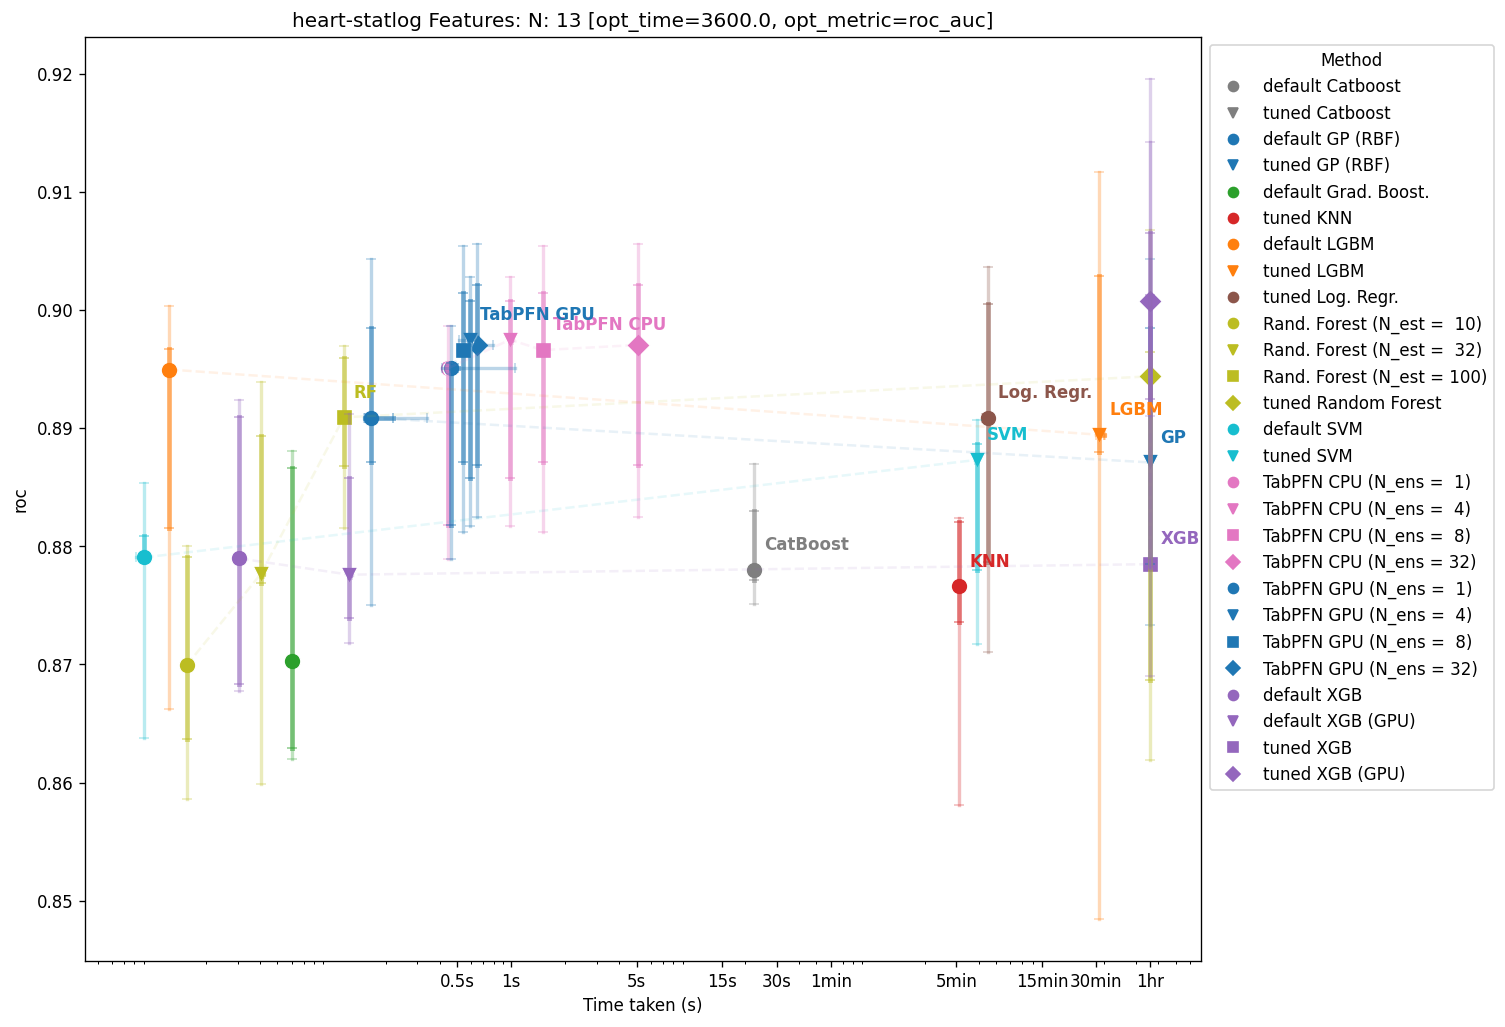 heart-statlog Features: N: 13 [opt_time=3600.0, opt_metric=roc_auc]
roc
0.92
0.91
0.90
0.89
0.88
0.87
0.86
0.85
TabPFN GPU
TabPFN CPU
RF
Log. Regr.
LGBM
SVM
GP
CatBoost
XGB
KNN
0.5s 1s 5s 15s 30s 1min 5min 15min 30min 1hr
Time taken (s)
Method
default Catboost
tuned Catboost
default GP (RBF)
tuned GP (RBF)
default Grad. Boost.
tuned KNN
default LGBM
tuned LGBM
tuned Log. Regr.
Rand. Forest (N_est =  10)
Rand. Forest (N_est =  32)
Rand. Forest (N_est = 100)
tuned Random Forest
default SVM
tuned SVM
TabPFN CPU (N_ens =  1)
TabPFN CPU (N_ens =  4)
TabPFN CPU (N_ens =  8)
TabPFN CPU (N_ens = 32)
TabPFN GPU (N_ens =  1)
TabPFN GPU (N_ens =  4)
TabPFN GPU (N_ens =  8)
TabPFN GPU (N_ens = 32)
default XGB
default XGB (GPU)
tuned XGB
tuned XGB (GPU)